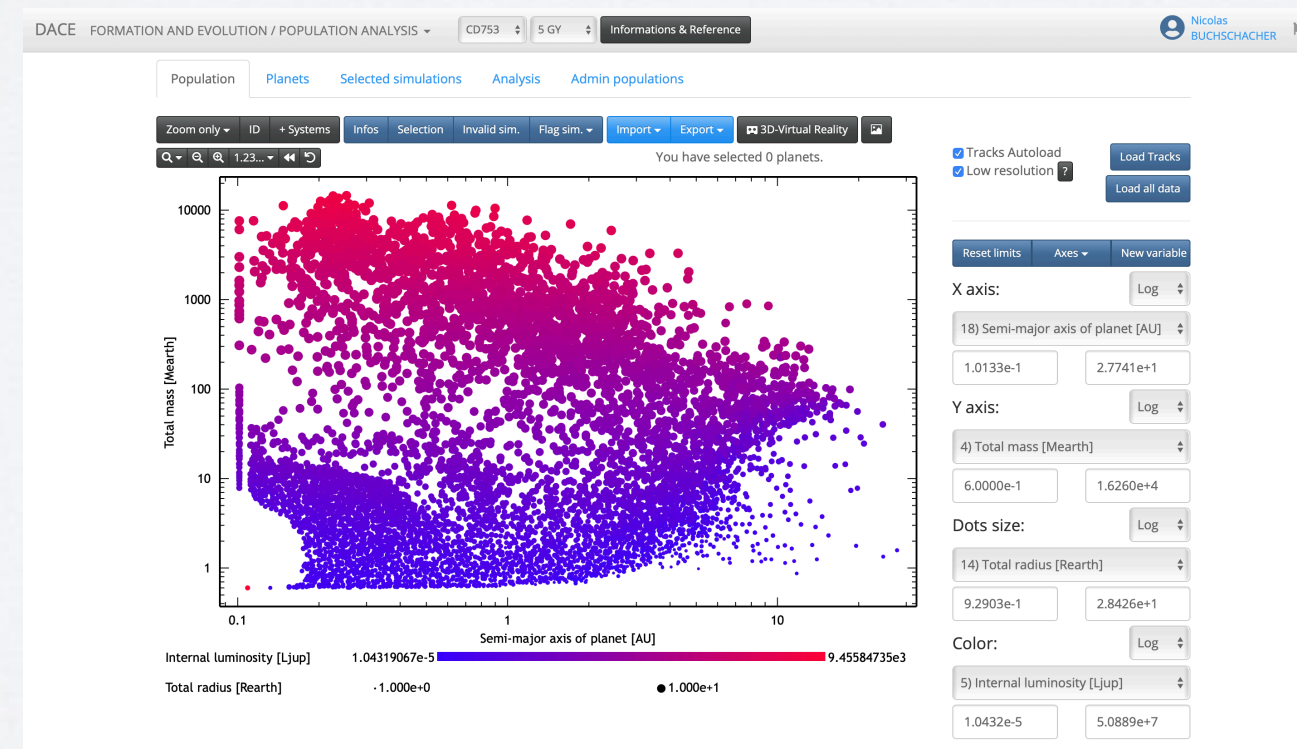 DACE FORMATION AND EVOLUTION / POPULATION ANALYSIS CD753 5 GY Informations & Reference
Nicolas
BUCHSCHACHER
Population Planets Selected simulations Analysis Admin populations
Zoom only ID + Systems Infos Selection Invalid sim. Flag sim. Import Export 3D-Virtual Reality
1.23...
You have selected 0 planets.
Tracks Autoload
Low resolution ?
Load Tracks
Load all data
Reset limits Axes New variable
X axis: Log
18) Semi-major axis of planet [AU]
1.0133e-1 2.7741e+1
Y axis: Log
4) Total mass [Mearth]
6.0000e-1 1.6260e+4
Dots size: Log
14) Total radius [Rearth]
9.2903e-1 2.8426e+1
Color: Log
5) Internal luminosity [Ljup]
1.0432e-5 5.0889e+7
Total mass [Mearth]
10000
1000
100
10
1
0.1 1 10
Semi-major axis of planet [AU]
Internal luminosity [Ljup] 1.04319067e-5 9.45584735e3
Total radius [Rearth] 1.000e+0 1.000e+1